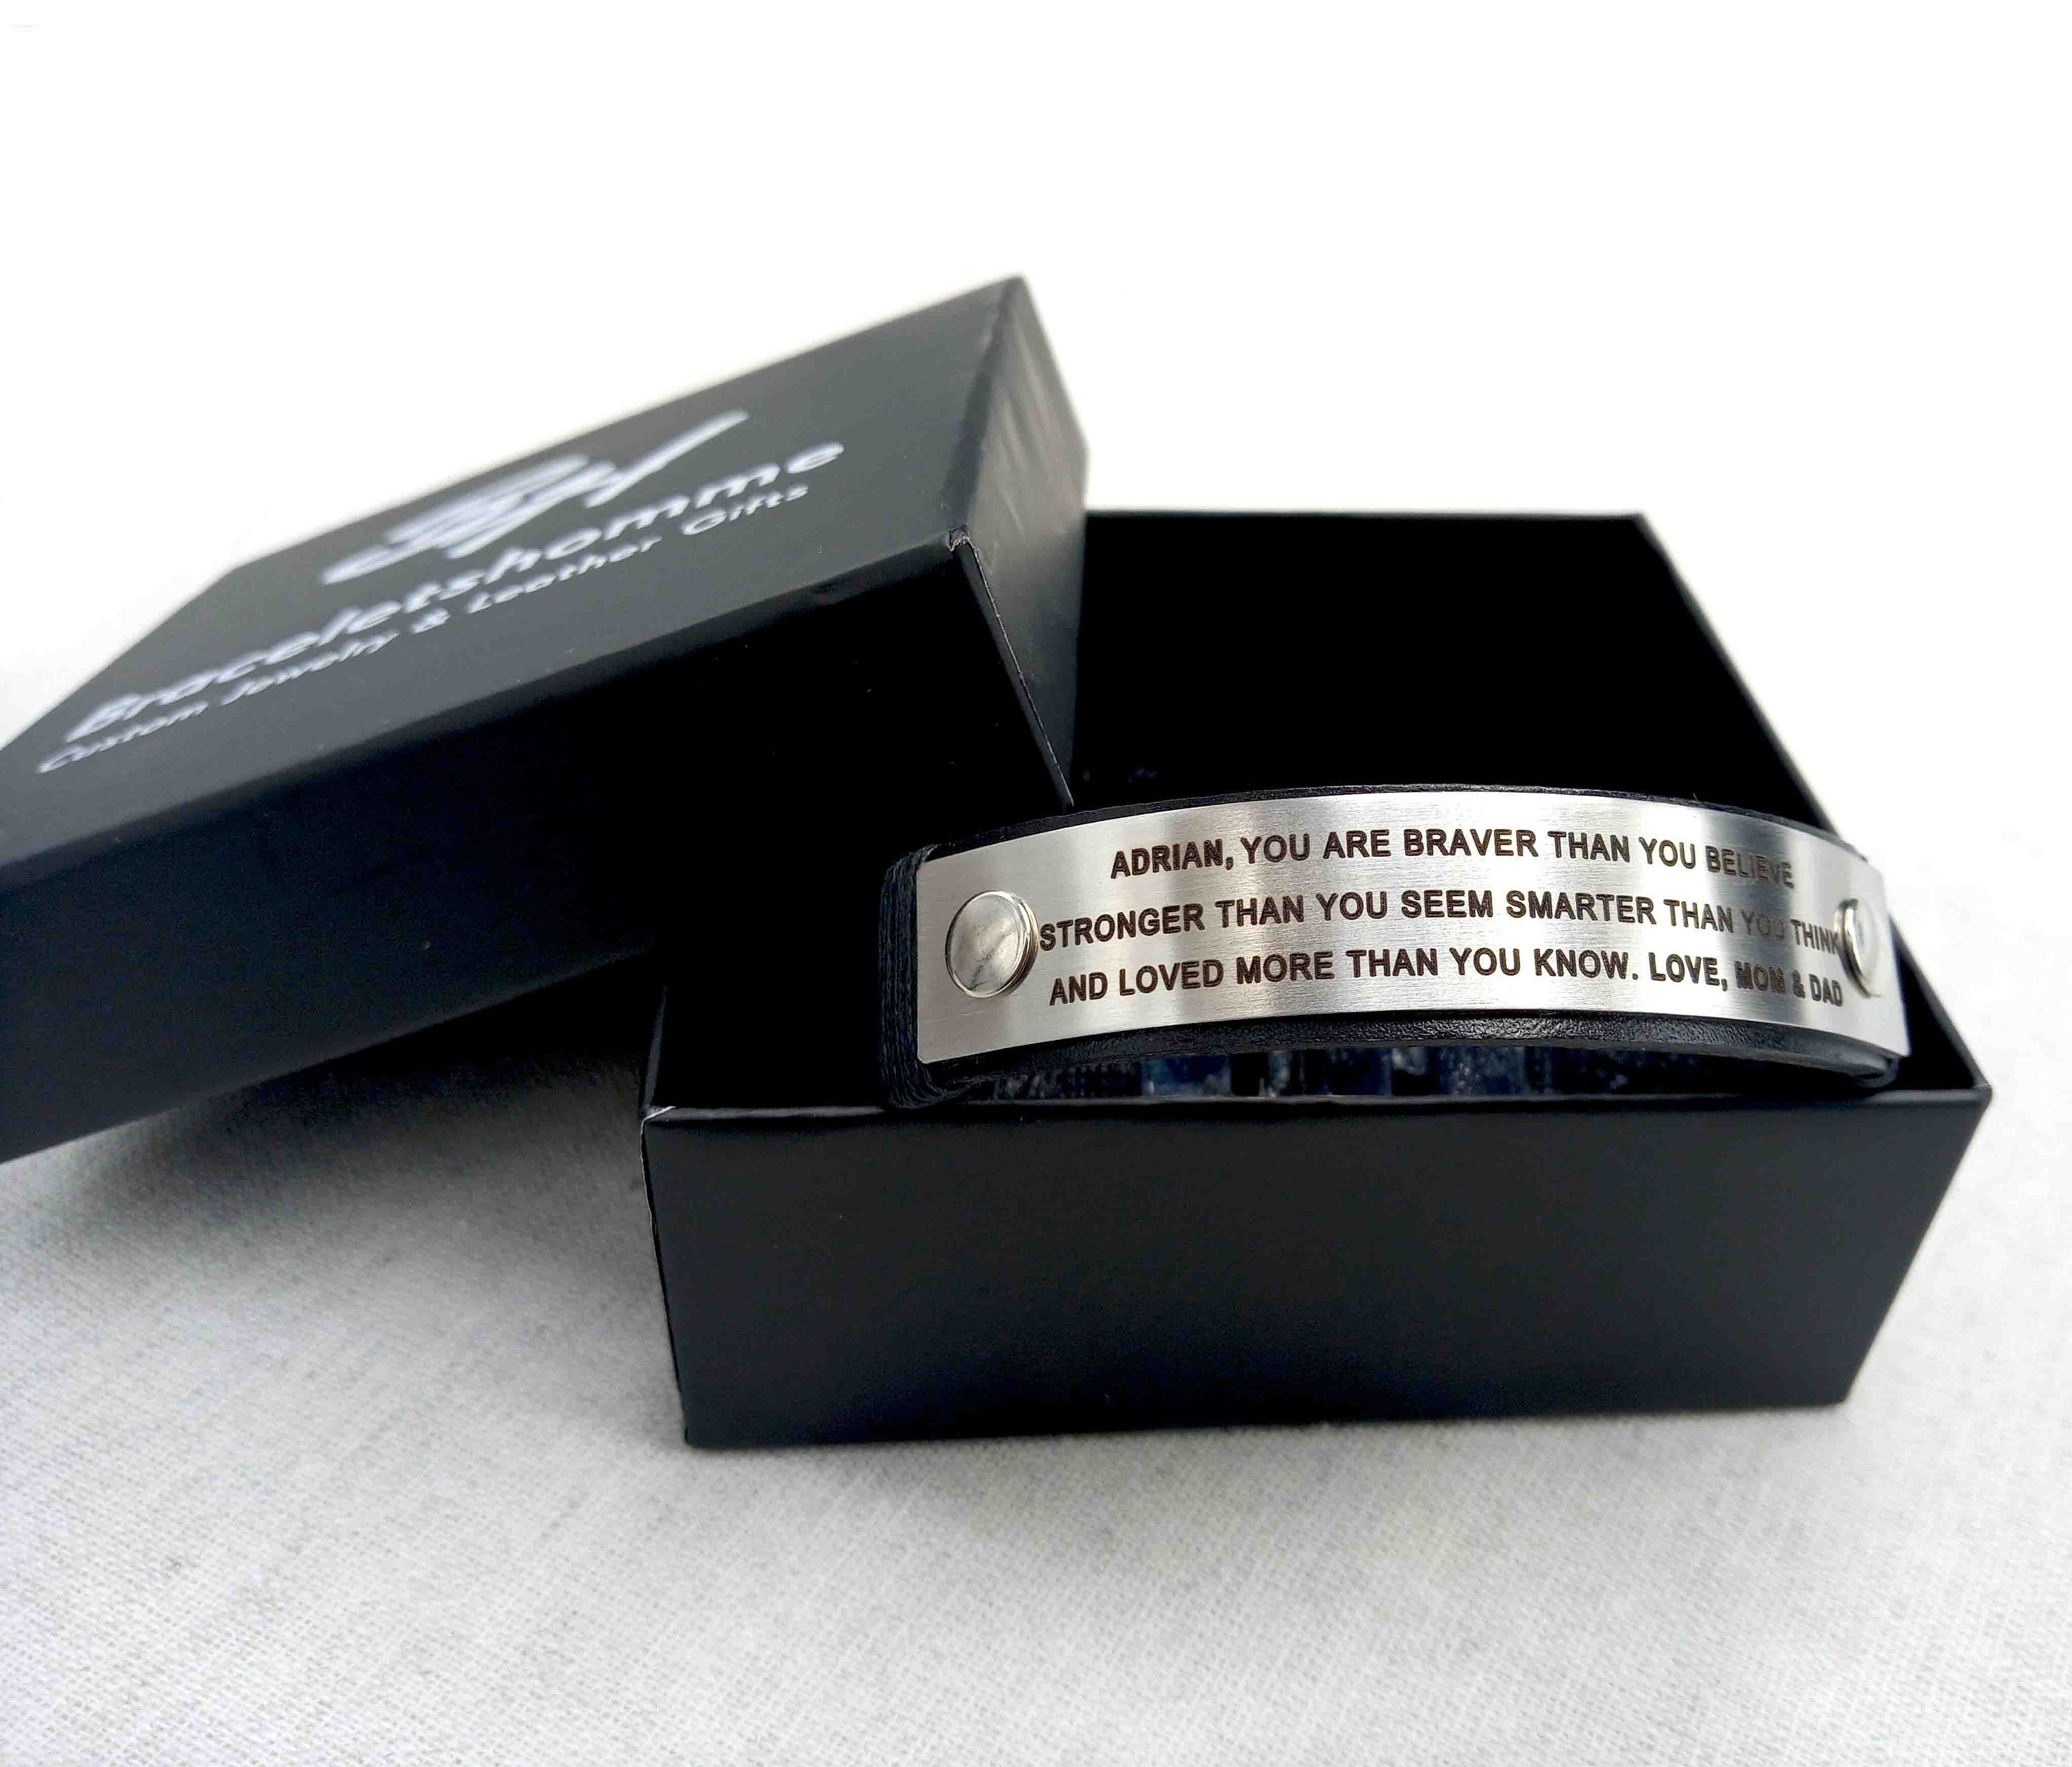 Braceletshomme
Custom Jewelry & Leather Gifts
ADRIAN, YOU ARE BRAVER THAN YOU BELIEVE
STRONGER THAN YOU SEEM SMARTER THAN YOU THINK
AND LOVED MORE THAN YOU KNOW. LOVE, MOM & DAD